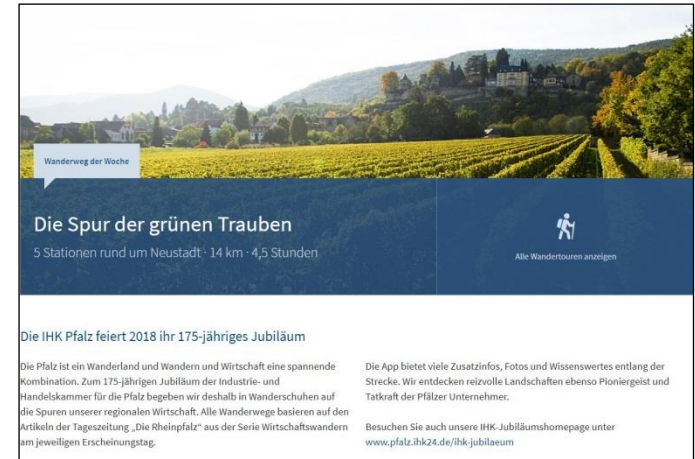 Wanderweg der Woche
Die Spur der grünen Trauben
5 Stationen rund um Neustadt · 14 km · 4,5 Stunden
Alle Wandertouren anzeigen
Die IHK Pfalz feiert 2018 ihr 175-jähriges Jubiläum
Die Pfalz ist ein Wanderland und Wandern und Wirtschaft eine spannende
Kombination. Zum 175-jährigen Jubiläum der Industrie- und
Handelskammer für die Pfalz begeben wir deshalb in Wanderschuhen auf
die Spuren unserer regionalen Wirtschaft. Alle Wanderwege basieren auf den
Artikeln der Tageszeitung „Die Rheinpfalz“ aus der Serie Wirtschaftswandern
am jeweiligen Erscheinungstag.
Die App bietet viele Zusatzinfos, Fotos und Wissenswertes entlang der
Strecke. Wir entdecken reizvolle Landschaften ebenso Pioniergeist und
Tatkraft der Pfälzer Unternehmer.
Besuchen Sie auch unsere IHK-Jubiläumshomepage unter
www.pfalz.ihk24.de/ihk-jubilaeum